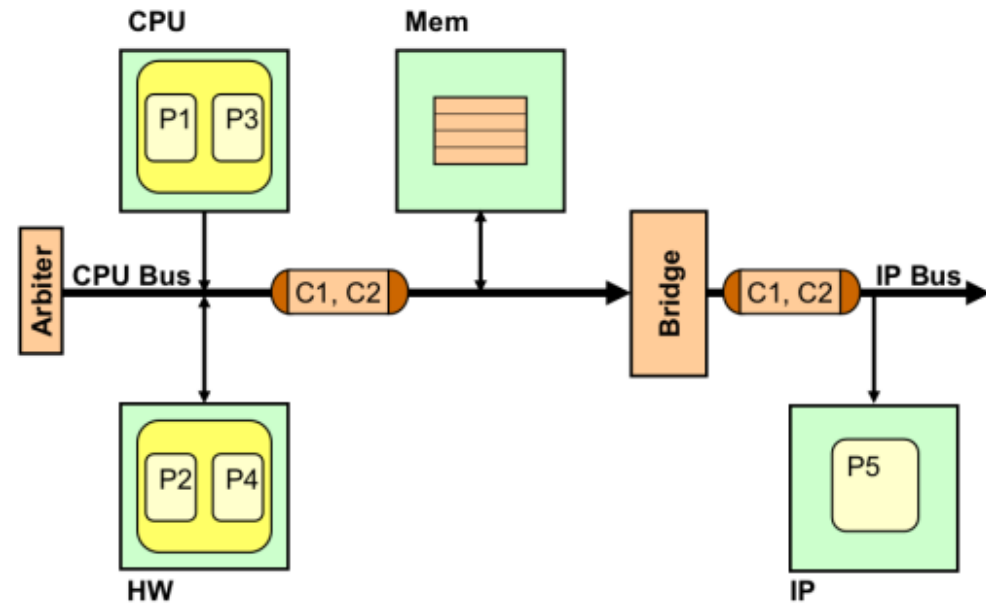 CPU
Mem
P1
P3
Arbiter
CPU Bus
C1, C2
Bridge
C1, C2
IP Bus
P2
P4
P5
HW
IP